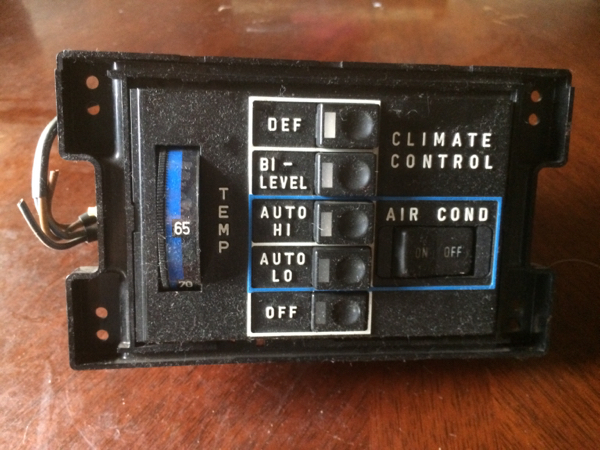 DEF
BI-
LEVEL
AUTO
HI
AUTO
LO
OFF
CLIMATE
CONTROL
AIR COND
ON OFF
TEMP
65
70